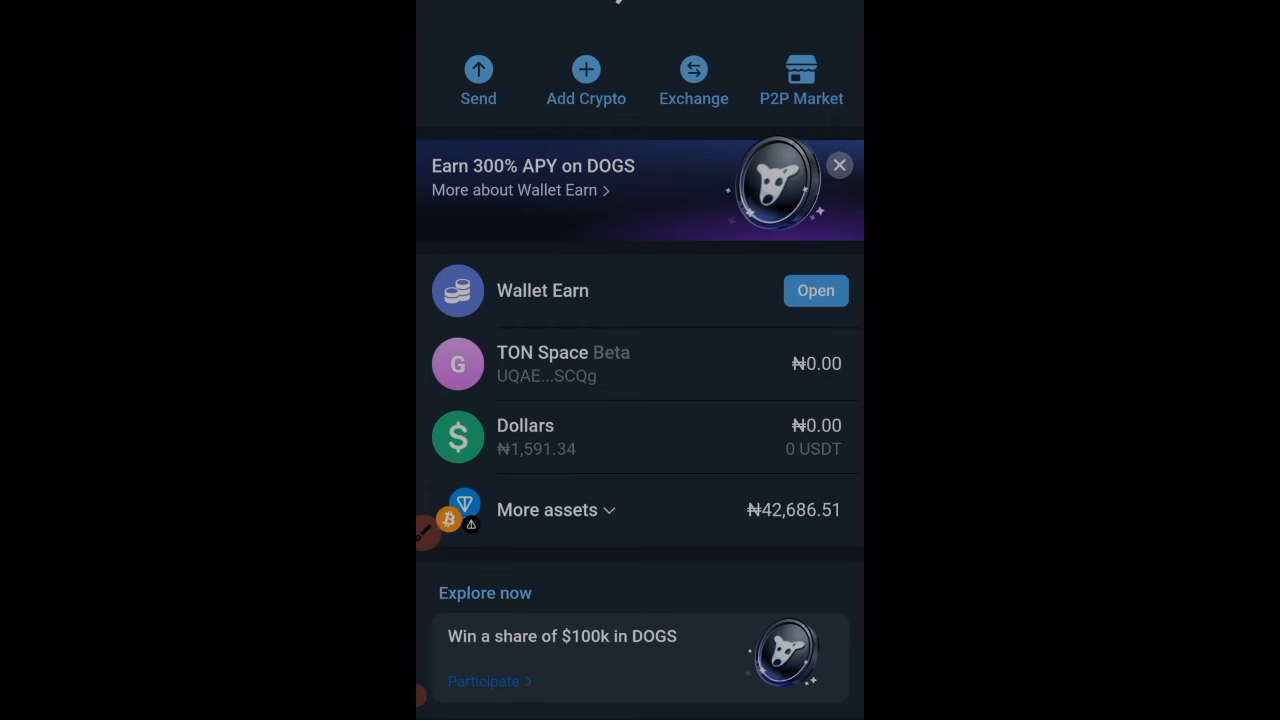 Send
Add Crypto
Exchange
P2P Market
Earn 300% APY on DOGS
More about Wallet Earn >
Wallet Earn
Open
G
TON Space Beta
₦0.00
UQAE...SCQg
$
Dollars
₦0.00
₦1,591.34
0 USDT
More assets
₦42,686.51
Explore now
Win a share of $100k in DOGS
Participate >